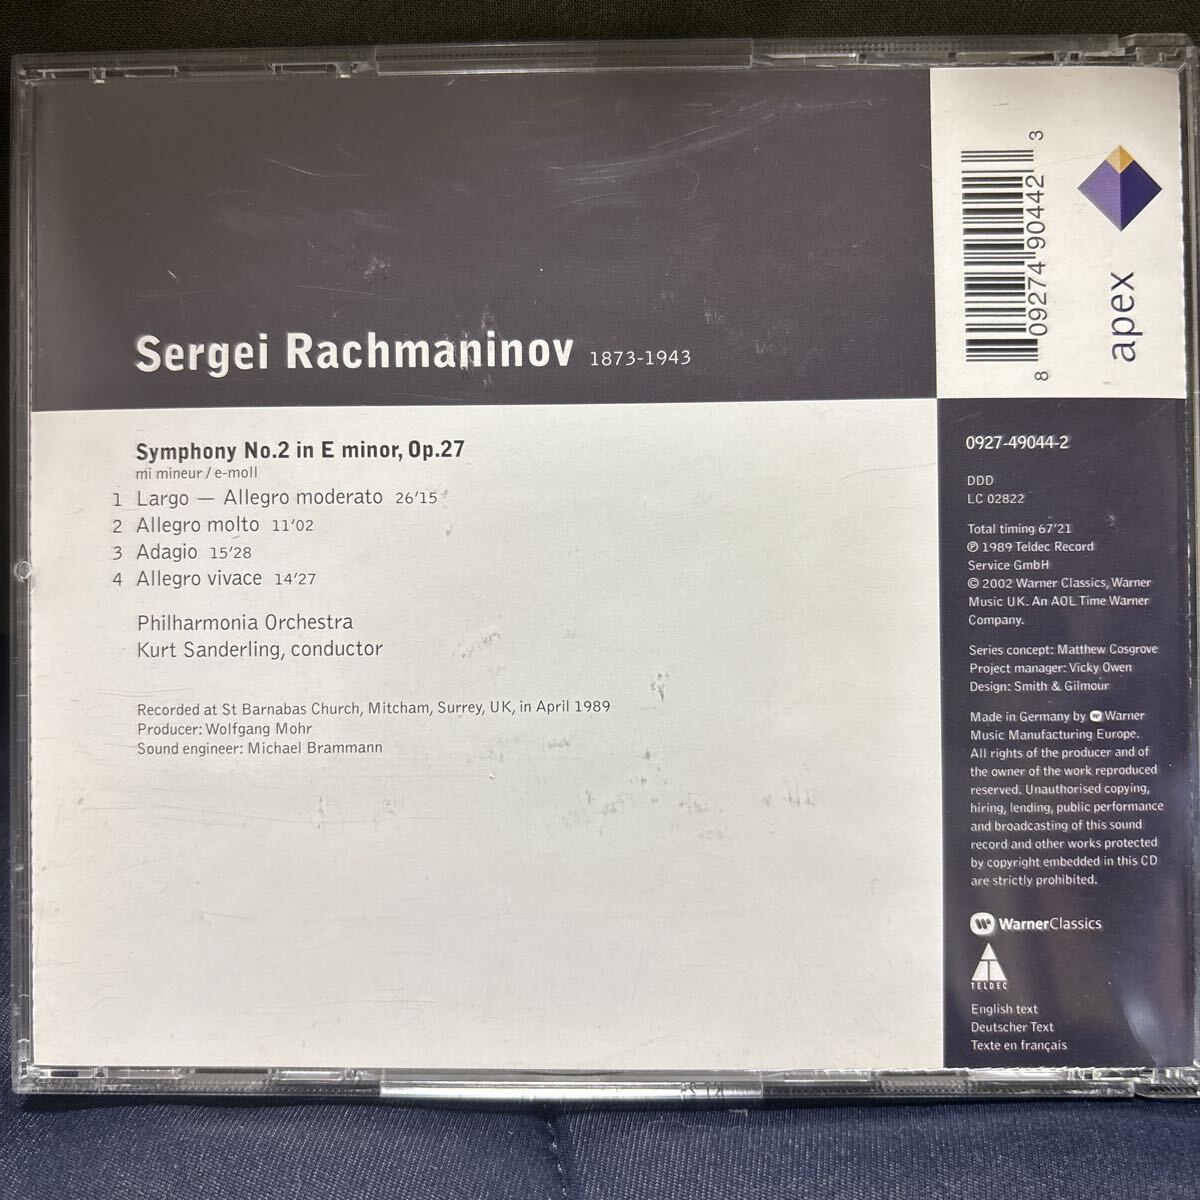 Sergei Rachmaninov 1873-1943
Symphony No.2 in E minor, Op.27
mi mineur / e-moll
1 Largo — Allegro moderato 26'15
2 Allegro molto 11'02
3 Adagio 15'28
4 Allegro vivace 14'27
Philharmonia Orchestra
Kurt Sanderling, conductor
Recorded at St Barnabas Church, Mitcham, Surrey, UK, in April 1989
Producer: Wolfgang Mohr
Sound engineer: Michael Brammann
8 09274 90442 3
apex
0927-49044-2
DDD
LC 02822
Total timing 67'21
℗ 1989 Teldec Record
Service GmbH
© 2002 Warner Classics, Warner
Music UK. An AOL Time Warner
Company.
Series concept: Matthew Cosgrove
Project manager: Vicky Owen
Design: Smith & Gilmour
Made in Germany by Warner
Music Manufacturing Europe.
All rights of the producer and of
the owner of the work reproduced
reserved. Unauthorised copying,
hiring, lending, public performance
and broadcasting of this sound
record and other works protected
by copyright embedded in this CD
are strictly prohibited.
WarnerClassics
TELDEC
English text
Deutscher Text
Texte en français